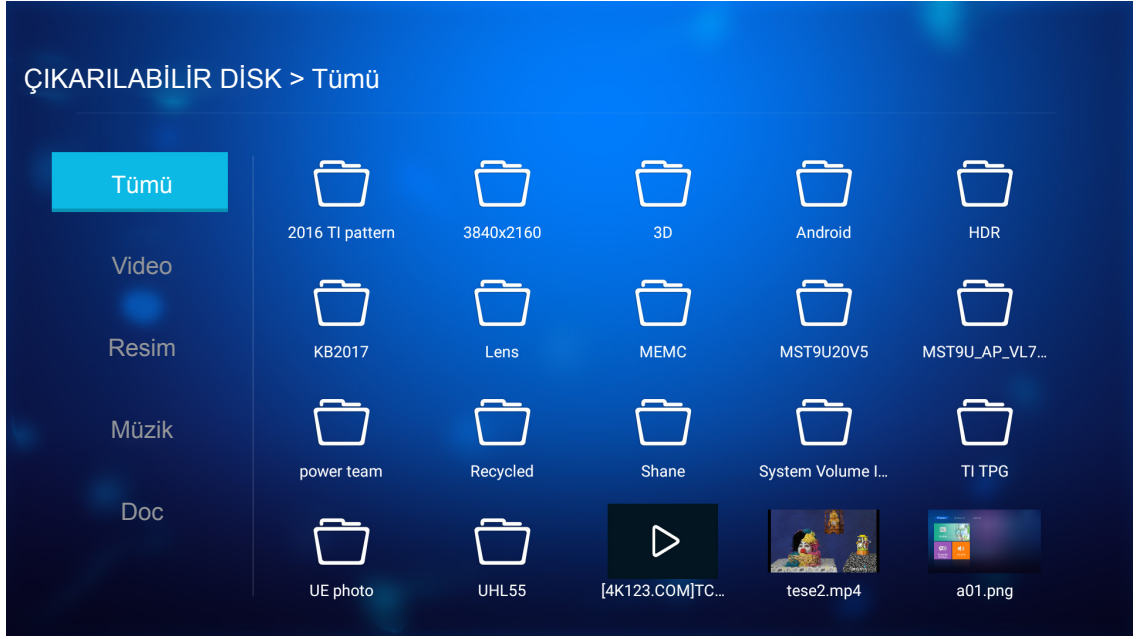 ÇIKARILABİLİR DİSK > Tümü
Tümü
Video
Resim
Müzik
Doc
2016 TI pattern
3840x2160
3D
Android
HDR
KB2017
Lens
MEMC
MST9U20V5
MST9U_AP_VL7...
power team
Recycled
Shane
System Volume I...
TI TPG
UE photo
UHL55
[4K123.COM]TC...
tese2.mp4
a01.png